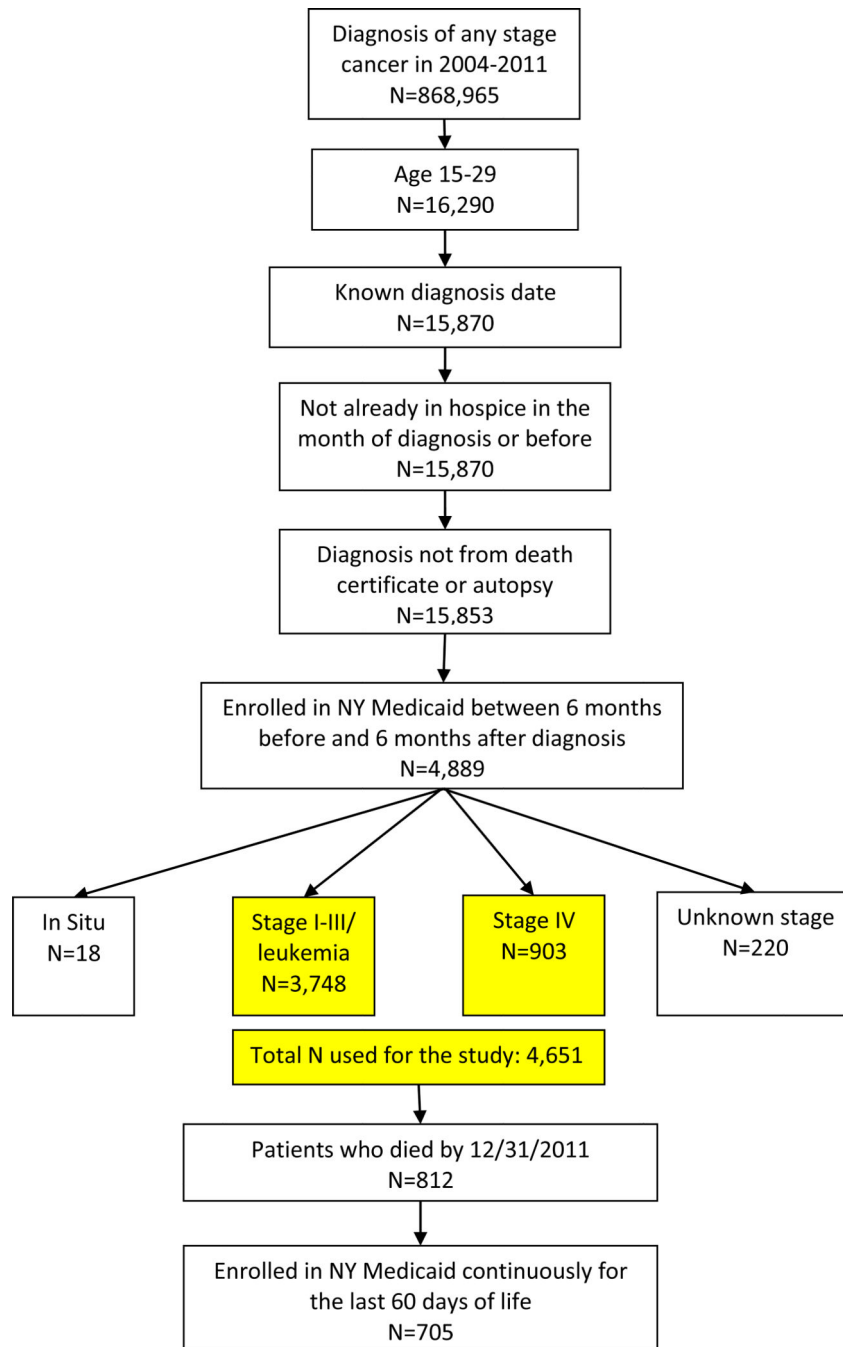 Diagnosis of any stage
cancer in 2004-2011
N=868,965
Age 15-29
N=16,290
Known diagnosis date
N=15,870
Not already in hospice in the
month of diagnosis or before
N=15,870
Diagnosis not from death
certificate or autopsy
N=15,853
Enrolled in NY Medicaid between 6 months
before and 6 months after diagnosis
N=4,889
In Situ
N=18
Stage I-III/
leukemia
N=3,748
Stage IV
N=903
Unknown stage
N=220
Total N used for the study: 4,651
Patients who died by 12/31/2011
N=812
Enrolled in NY Medicaid continuously for
the last 60 days of life
N=705